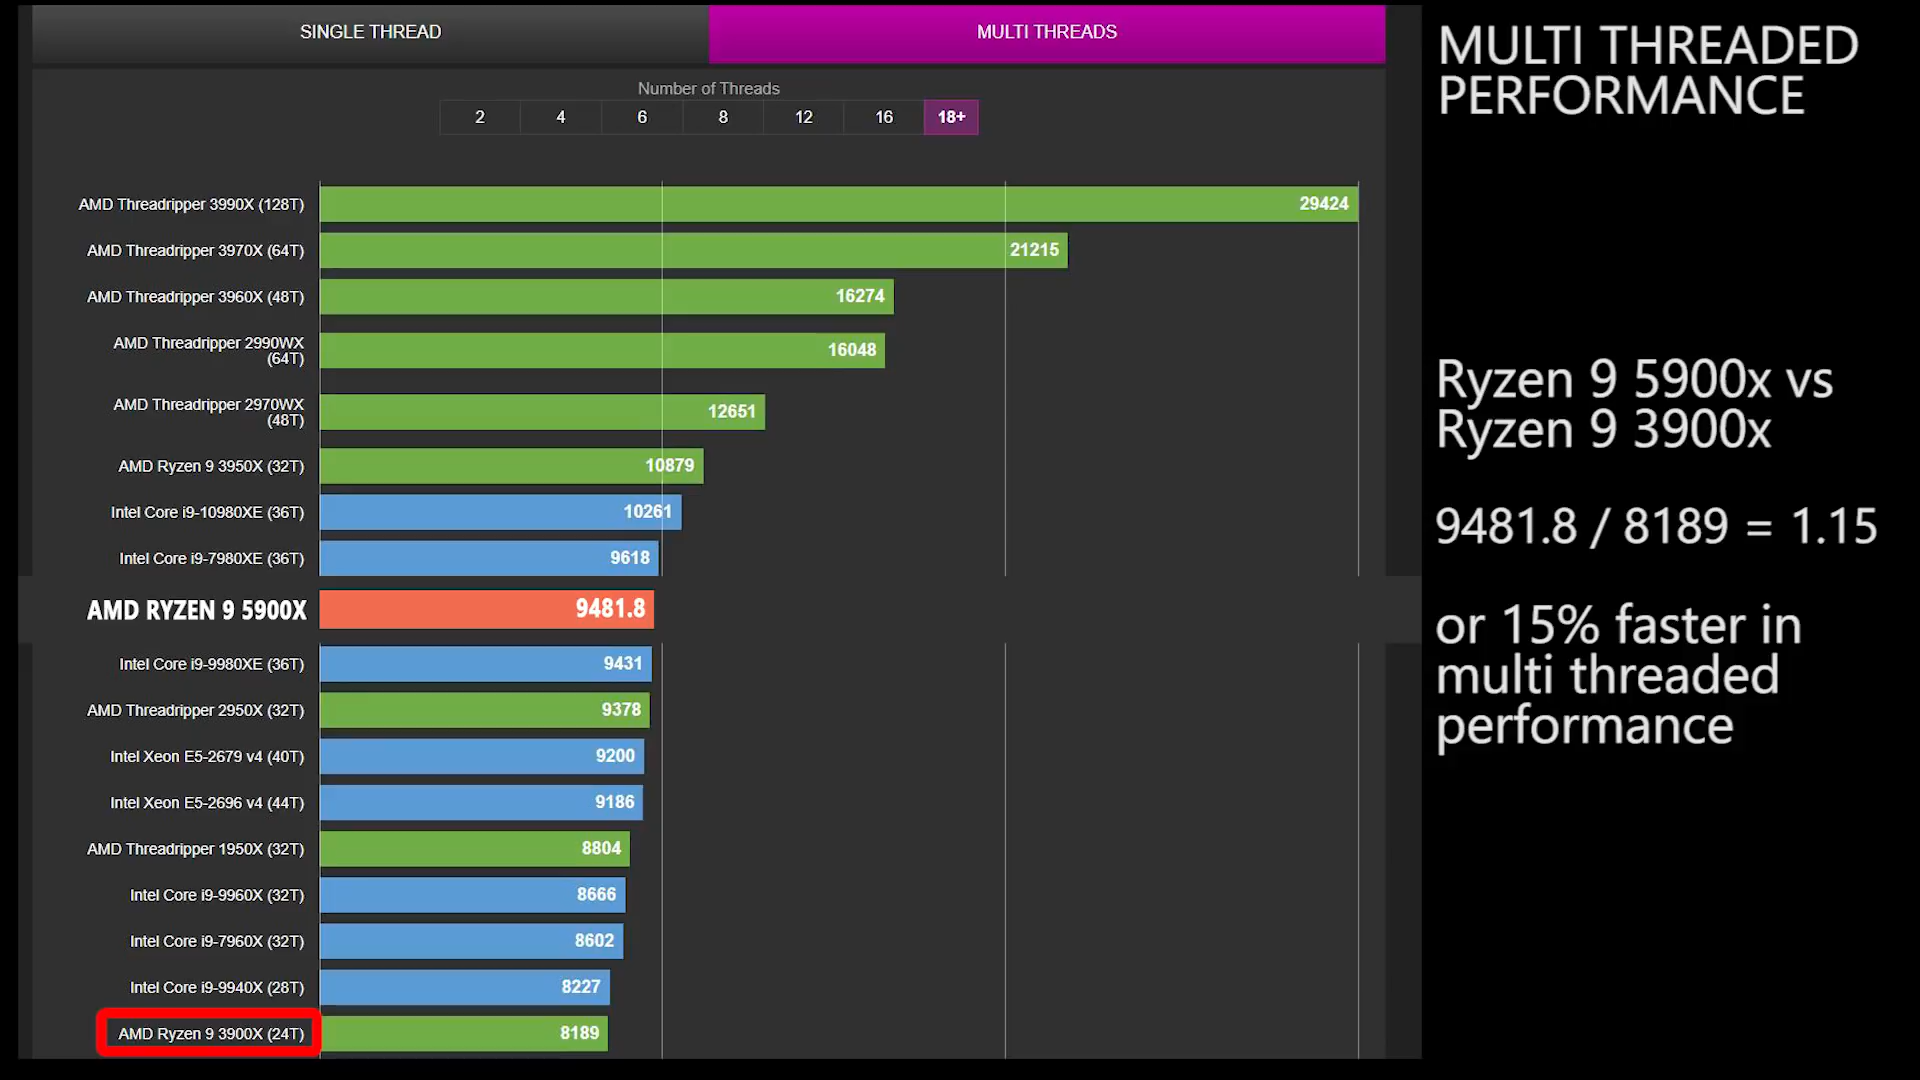 SINGLE THREAD
MULTI THREADS
Number of Threads
2 4 6 8 12 16 18+
AMD Threadripper 3990X (128T) 29424
AMD Threadripper 3970X (64T) 21215
AMD Threadripper 3960X (48T) 16274
AMD Threadripper 2990WX
(64T) 16048
AMD Threadripper 2970WX
(48T) 12651
AMD Ryzen 9 3950X (32T) 10879
Intel Core i9-10980XE (36T) 10261
Intel Core i9-7980XE (36T) 9618
AMD RYZEN 9 5900X 9481.8
Intel Core i9-9980XE (36T) 9431
AMD Threadripper 2950X (32T) 9378
Intel Xeon E5-2679 v4 (40T) 9200
Intel Xeon E5-2696 v4 (44T) 9186
AMD Threadripper 1950X (32T) 8804
Intel Core i9-9960X (32T) 8666
Intel Core i9-7960X (32T) 8602
Intel Core i9-9940X (28T) 8227
AMD Ryzen 9 3900X (24T) 8189
MULTI THREADED
PERFORMANCE
Ryzen 9 5900x vs
Ryzen 9 3900x
9481.8 / 8189 = 1.15
or 15% faster in
multi threaded
performance